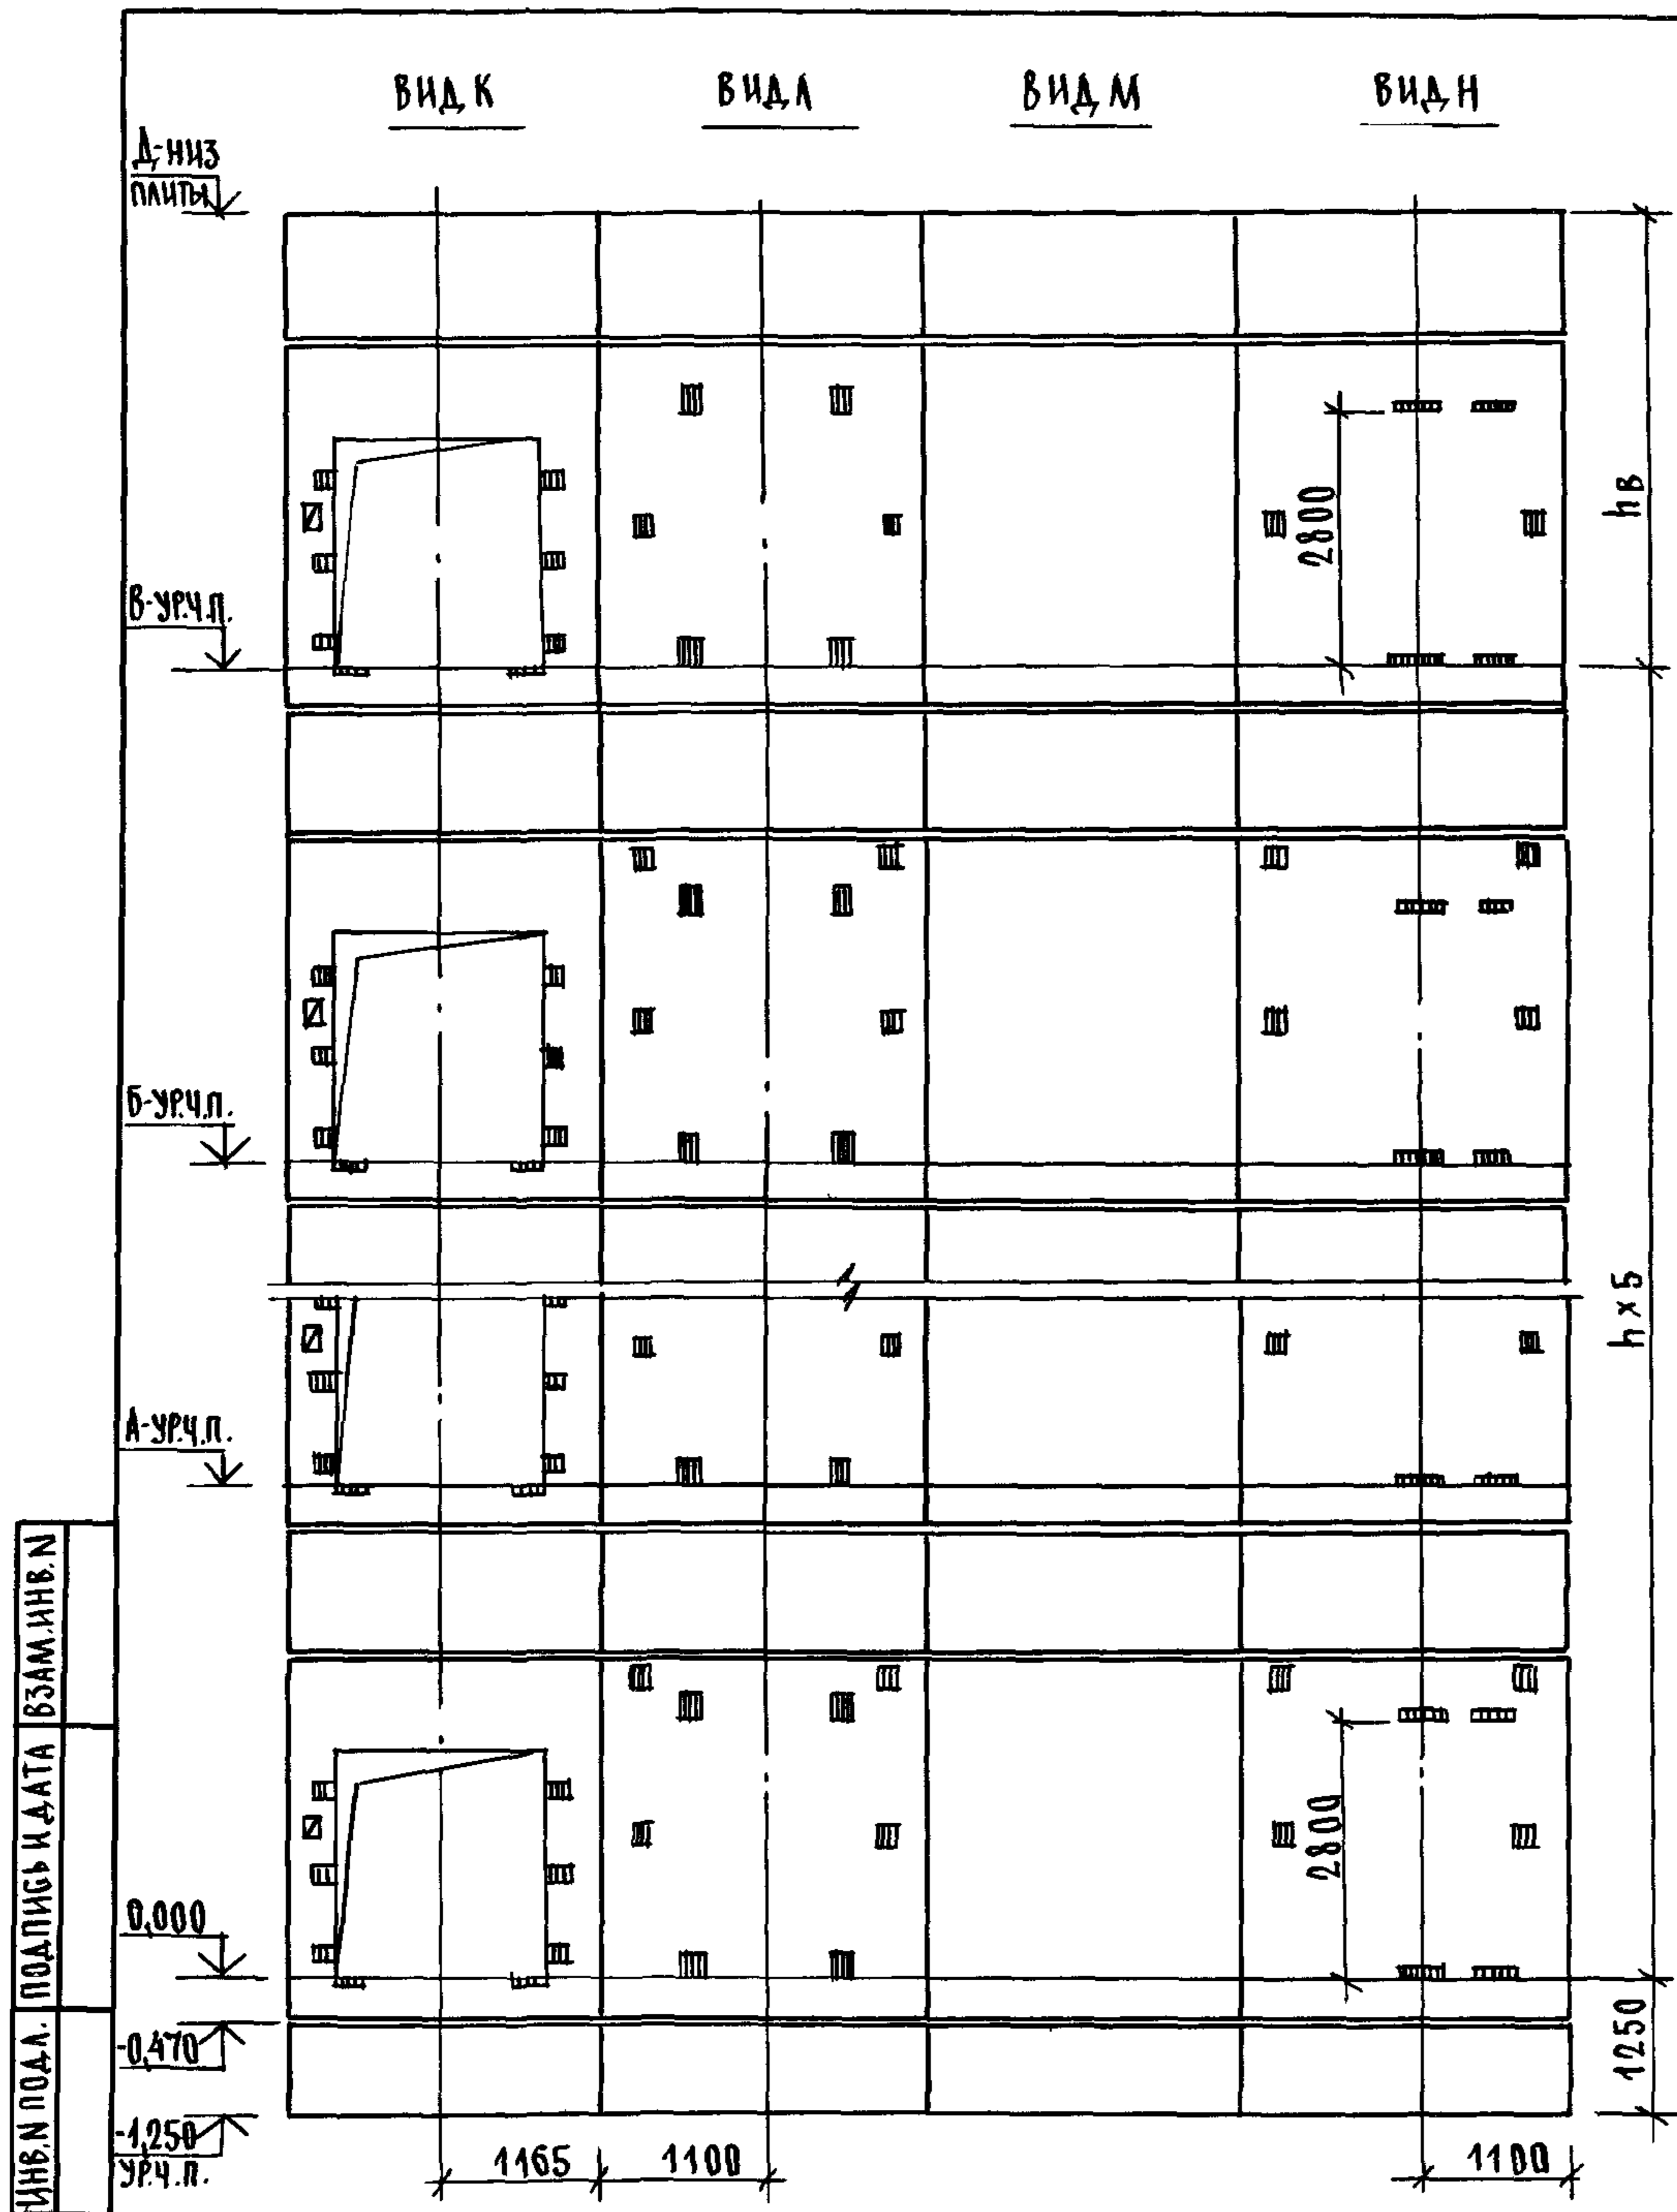 ВИД К
ВИД Л
ВИД М
ВИД Н
Д-НИЗ
ПЛИТЫ
hв
2800
В-УР.Ч.П.
Б-УР.Ч.П.
h x 5
А-УР.Ч.П.
2800
0,000
-0,470
1250
-1,250
УР.Ч.П.
1165
1100
1100
ВЗАМ.ИНВ.N
ПОДПИСЬ И ДАТА
ИНВ.N ПОДЛ.